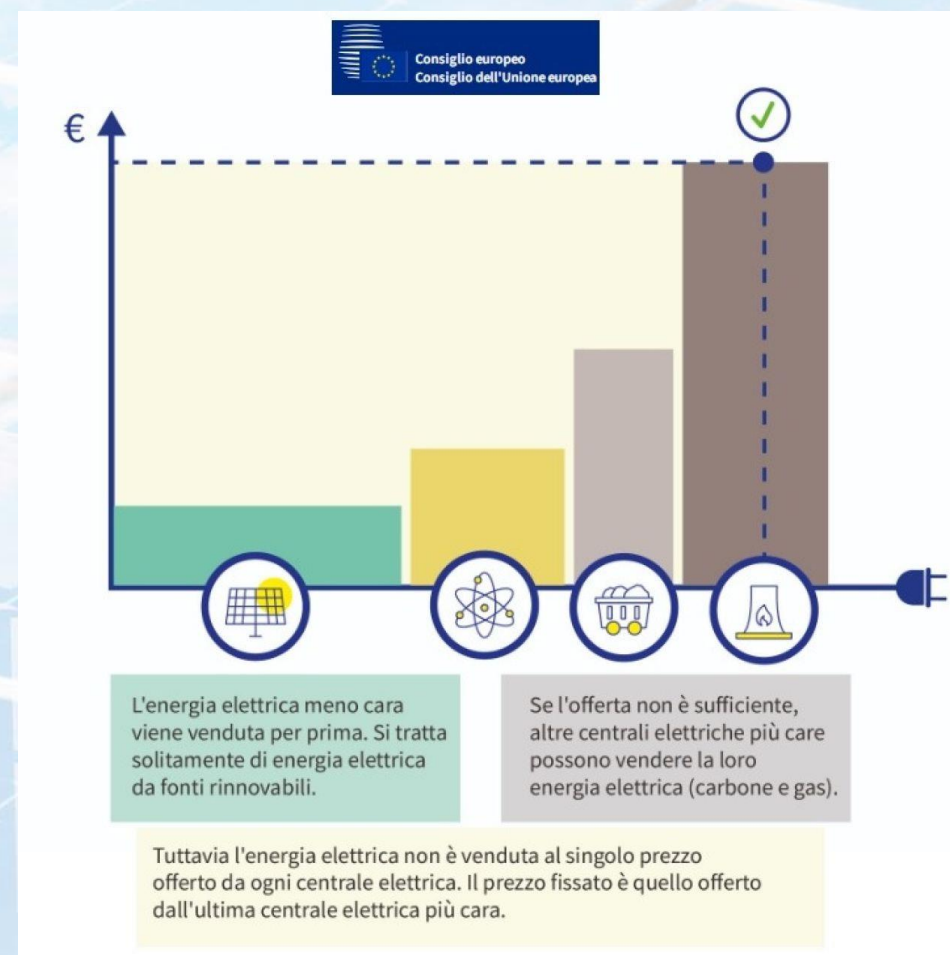 Consiglio europeo
Consiglio dell'Unione europea
€
L'energia elettrica meno cara
viene venduta per prima. Si tratta
solitamente di energia elettrica
da fonti rinnovabili.
Se l'offerta non è sufficiente,
altre centrali elettriche più care
possono vendere la loro
energia elettrica (carbone e gas).
Tuttavia l'energia elettrica non è venduta al singolo prezzo
offerto da ogni centrale elettrica. Il prezzo fissato è quello offerto
dall'ultima centrale elettrica più cara.